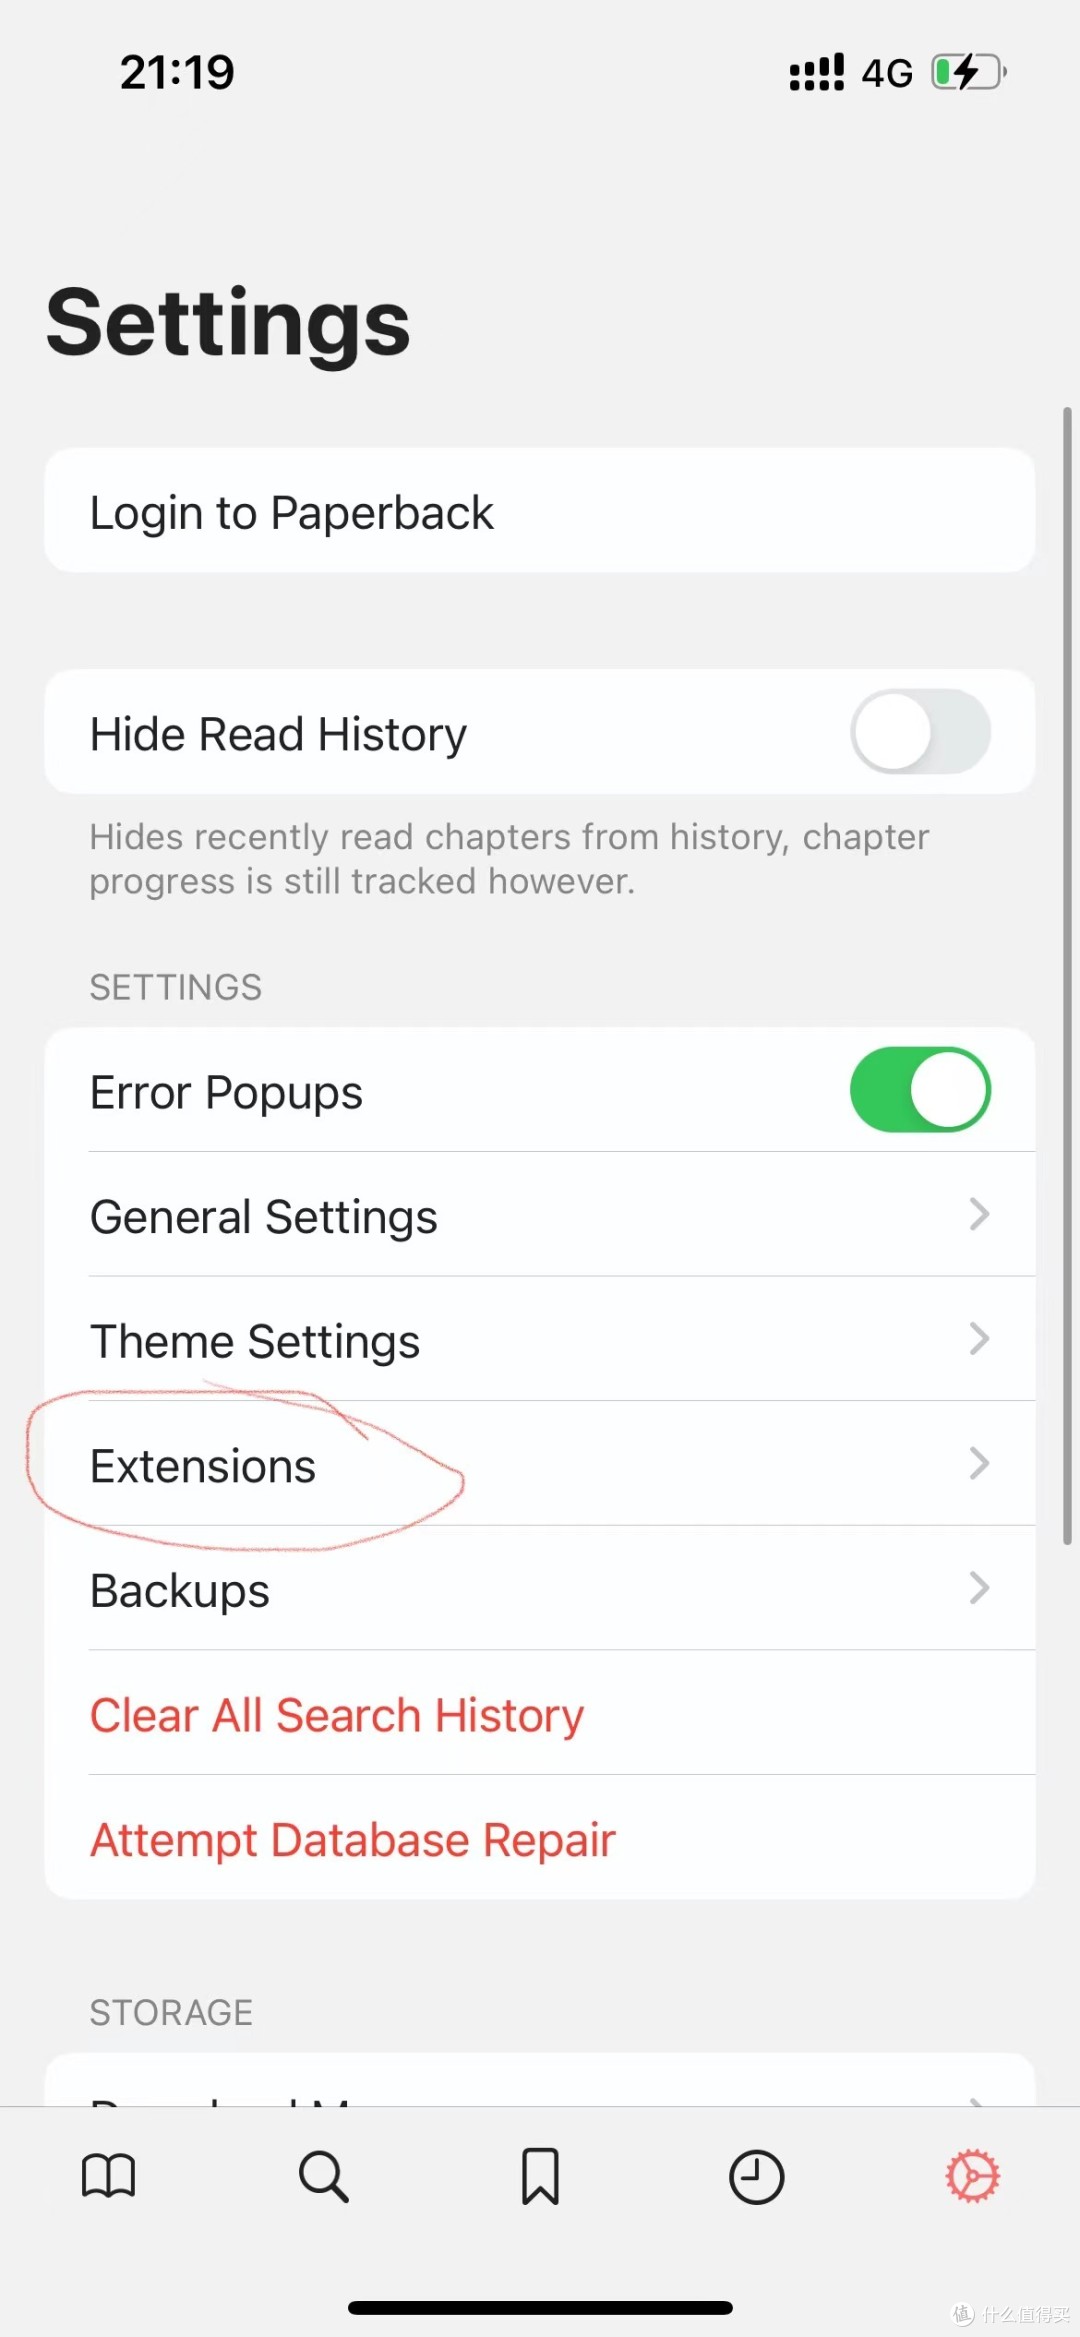 21:19
4G
Settings
Login to Paperback
Hide Read History
Hides recently read chapters from history, chapter
progress is still tracked however.
SETTINGS
Error Popups
General Settings
Theme Settings
Extensions
Backups
Clear All Search History
Attempt Database Repair
STORAGE
值 什么值得买